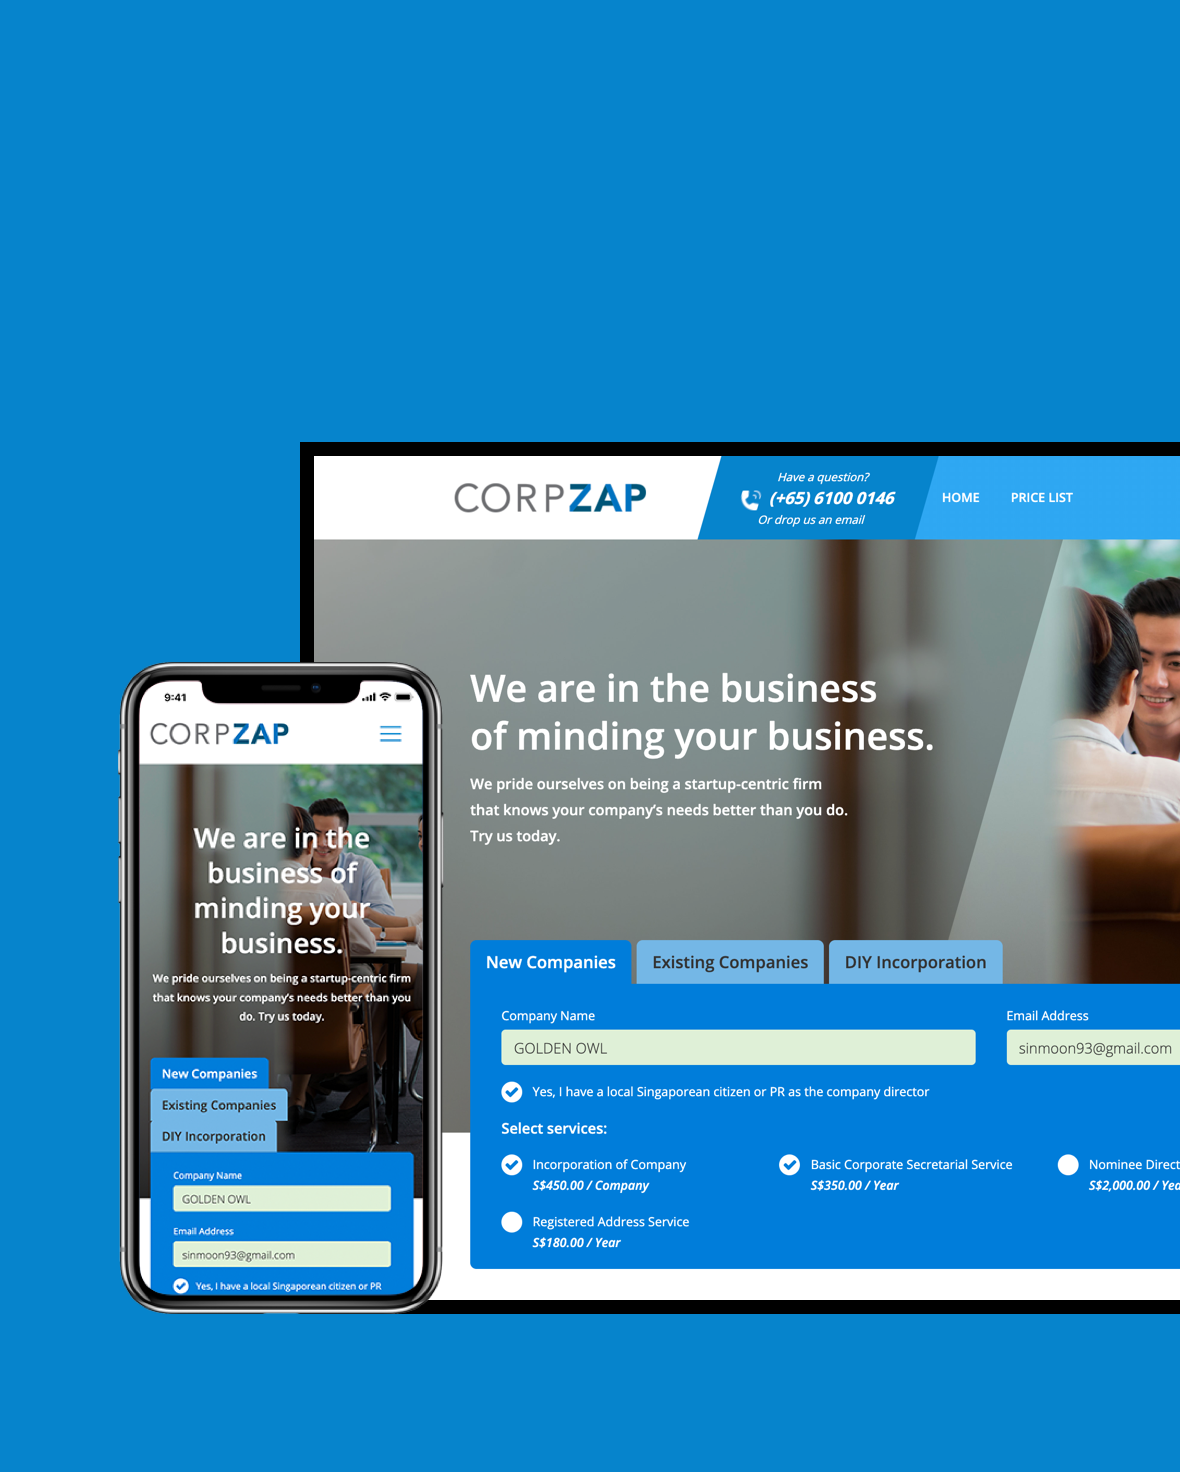 CORPZAP
Have a question?
(+65) 6100 0146
Or drop us an email
HOME
PRICE LIST
We are in the business
of minding your business.
We pride ourselves on being a startup-centric firm
that knows your company's needs better than you do.
Try us today.
New Companies
Existing Companies
DIY Incorporation
Company Name
Email Address
GOLDEN OWL
sinmoon93@gmail.com
Yes, I have a local Singaporean citizen or PR as the company director
Select services:
Incorporation of Company
S$450.00 / Company
Basic Corporate Secretarial Service
S$350.00 / Year
Nominee
S$2,000.00 /
Registered Address Service
S$180.00 / Year
9:41
CORPZAP
We are in the
business of
minding your
business.
We pride ourselves on being a startup-centric firm
that knows your company's needs better than you
do. Try us today.
New Companies
Existing Companies
DIY Incorporation
Company Name
GOLDEN OWL
Email Address
sinmoon93@gmail.com
Yes, I have a local Singaporean citizen or PR